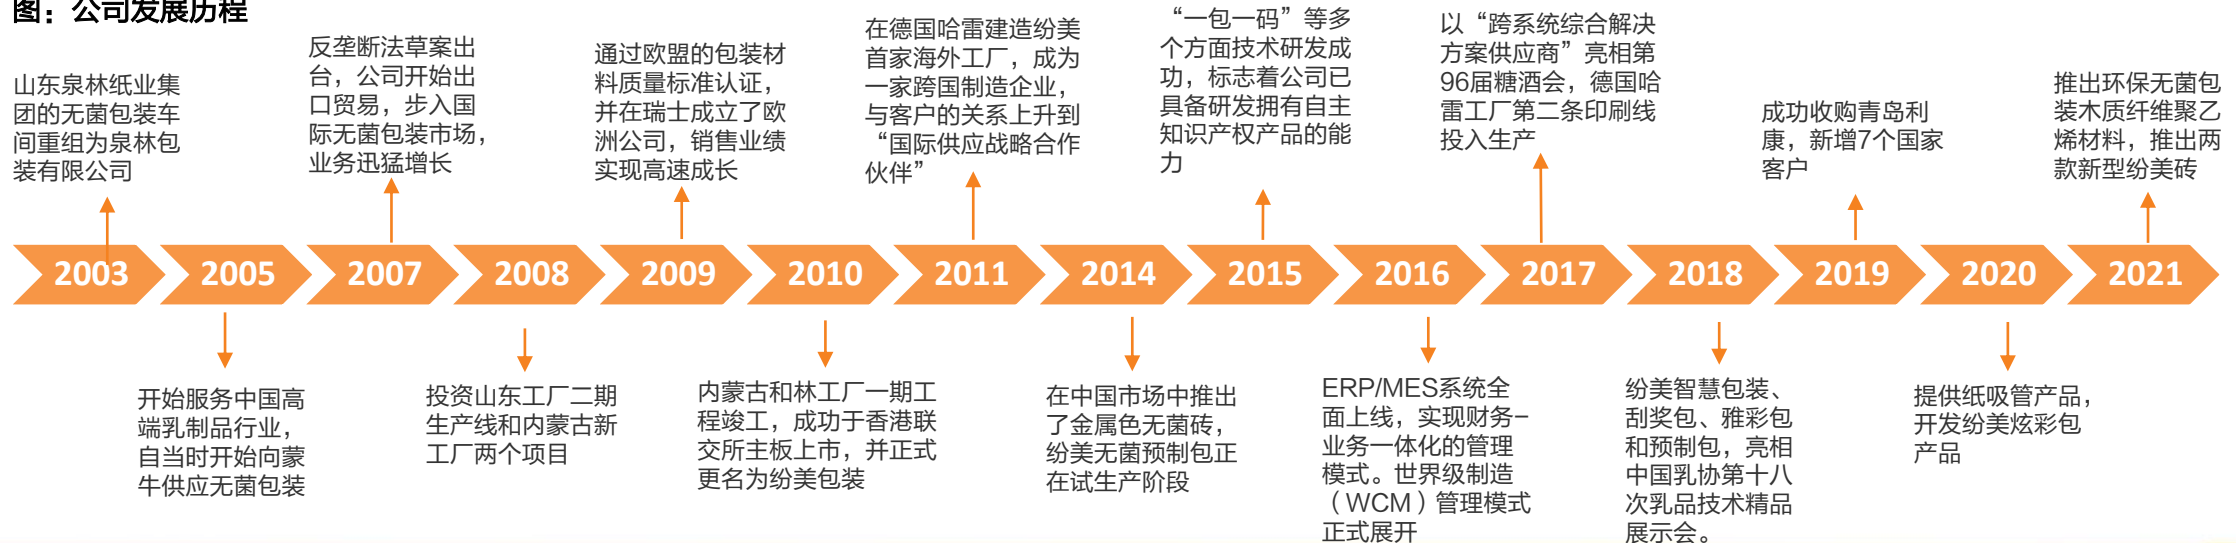 图：公司发展历程
山东泉林纸业集
团的无菌包装车
间重组为泉林包
装有限公司
反垄断法草案出
台，公司开始出
口贸易，步入国
际无菌包装市场，
业务迅猛增长
通过欧盟的包装材
料质量标准认证，
并在瑞士成立了欧
洲公司，销售业绩
实现高速成长
在德国哈雷建造纷美
首家海外工厂，成为
一家跨国制造企业，
与客户的关系上升到
“国际供应战略合作
伙伴”
“一包一码”等多
个方面技术研发成
功，标志着公司已
具备研发拥有自主
知识产权产品的能
力
以“跨系统综合解决
方案供应商”亮相第
96届糖酒会，德国哈
雷工厂第二条印刷线
投入生产
成功收购青岛利
康，新增7个国家
客户
推出环保无菌包
装木质纤维聚乙
烯材料，推出两
款新型纷美砖
2003 2005 2007 2008 2009 2010 2011 2014 2015 2016 2017 2018 2019 2020 2021
开始服务中国高
端乳制品行业，
自当时开始向蒙
牛供应无菌包装
投资山东工厂二期
生产线和内蒙古新
工厂两个项目
内蒙古和林工厂一期工
程竣工，成功于香港联
交所主板上市，并正式
更名为纷美包装
在中国市场中推出
了金属色无菌砖，
纷美无菌预制包正
在试生产阶段
ERP/MES系统全
面上线，实现财务-
业务一体化的管理
模式。世界级制造
（WCM）管理模式
正式展开
纷美智慧包装、
刮奖包、雅彩包
和预制包，亮相
中国乳协第十八
次乳品技术精品
展示会。
提供纸吸管产品，
开发纷美炫彩包
产品